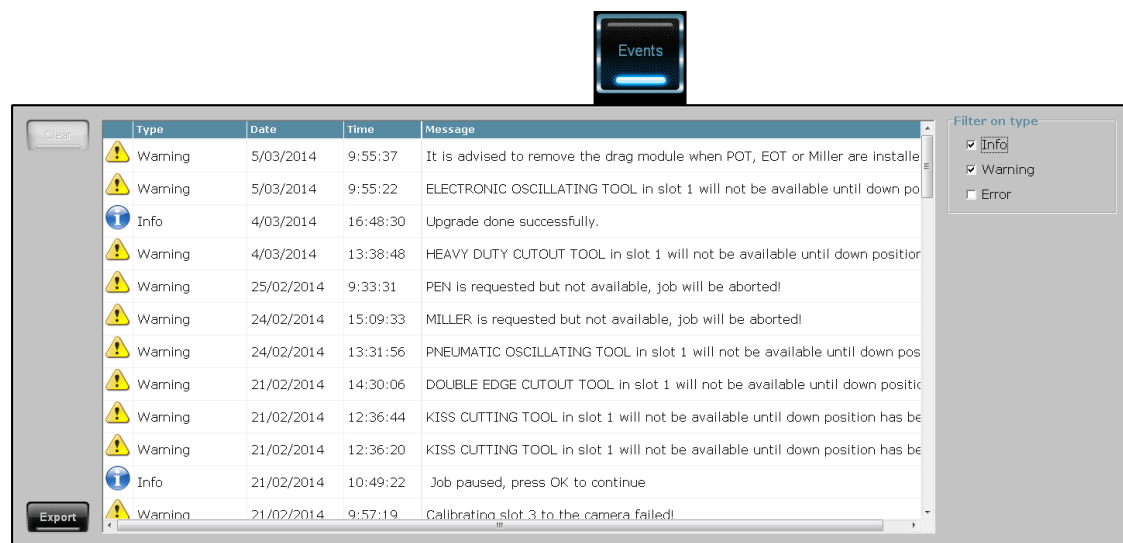 Events
Clear
Type Date Time Message
Warning 5/03/2014 9:55:37 It is advised to remove the drag module when POT, EOT or Miller are installe
Warning 5/03/2014 9:55:22 ELECTRONIC OSCILLATING TOOL in slot 1 will not be available until down po
Info 4/03/2014 16:48:30 Upgrade done successfully.
Warning 4/03/2014 13:38:48 HEAVY DUTY CUTOUT TOOL in slot 1 will not be available until down position
Warning 25/02/2014 9:33:31 PEN is requested but not available, job will be aborted!
Warning 24/02/2014 15:09:33 MILLER is requested but not available, job will be aborted!
Warning 24/02/2014 13:31:56 PNEUMATIC OSCILLATING TOOL in slot 1 will not be available until down pos
Warning 21/02/2014 14:30:06 DOUBLE EDGE CUTOUT TOOL in slot 1 will not be available until down positic
Warning 21/02/2014 12:36:44 KISS CUTTING TOOL in slot 1 will not be available until down position has be
Warning 21/02/2014 12:36:20 KISS CUTTING TOOL in slot 1 will not be available until down position has be
Info 21/02/2014 10:49:22 Job paused, press OK to continue
Warning 21/02/2014 9:57:19 Calibrating slot 3 to the camera failed!
Export
Filter on type
Info
Warning
Error